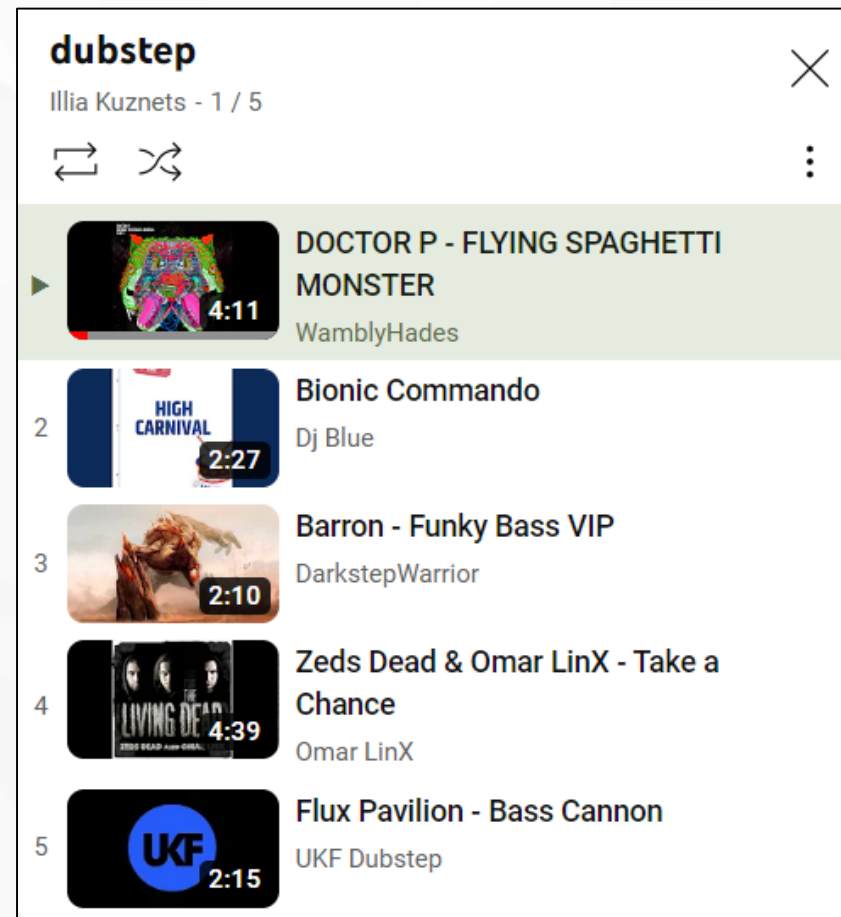 dubstep
Illia Kuznets - 1 / 5
DOCTOR P - FLYING SPAGHETTI
MONSTER
WamblyHades
4:11
2
Bionic Commando
Dj Blue
HIGH
CARNIVAL
2:27
3
Barron - Funky Bass VIP
DarkstepWarrior
2:10
4
Zeds Dead & Omar LinX - Take a
Chance
Omar LinX
THE
LIVING DEAD
4:39
5
Flux Pavilion - Bass Cannon
UKF Dubstep
UKF
2:15